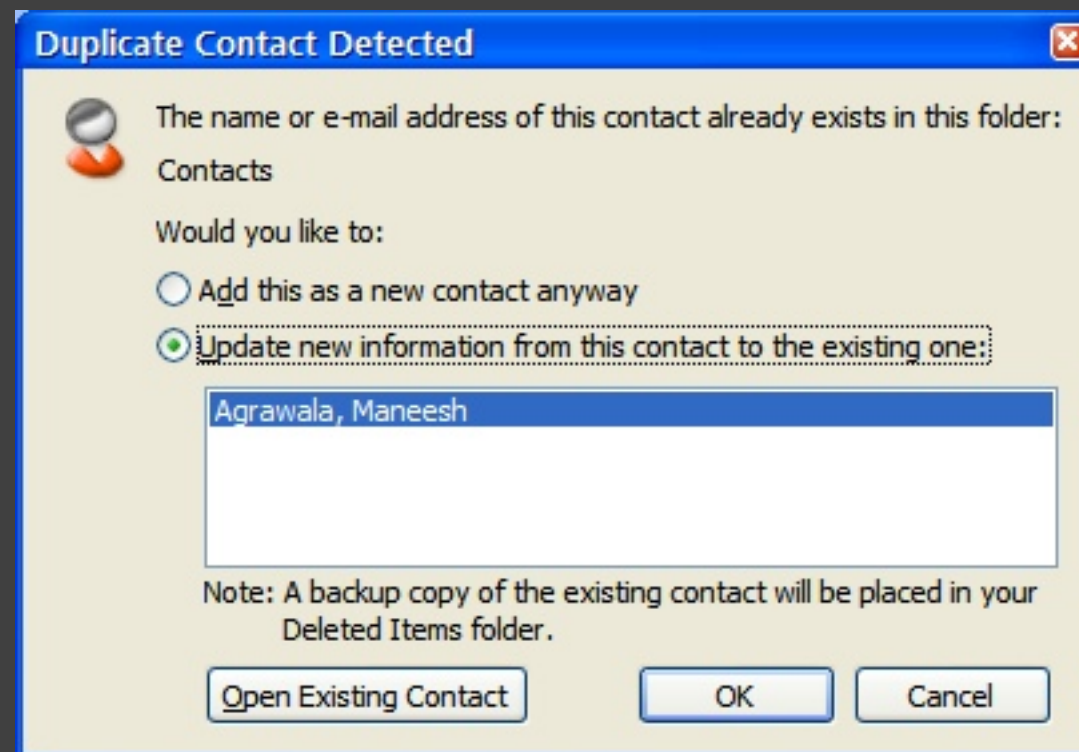 Duplicate Contact Detected
The name or e-mail address of this contact already exists in this folder:
Contacts
Would you like to:
Add this as a new contact anyway
Update new information from this contact to the existing one:
Agrawala, Maneesh
Note: A backup copy of the existing contact will be placed in your
Deleted Items folder.
Open Existing Contact OK Cancel